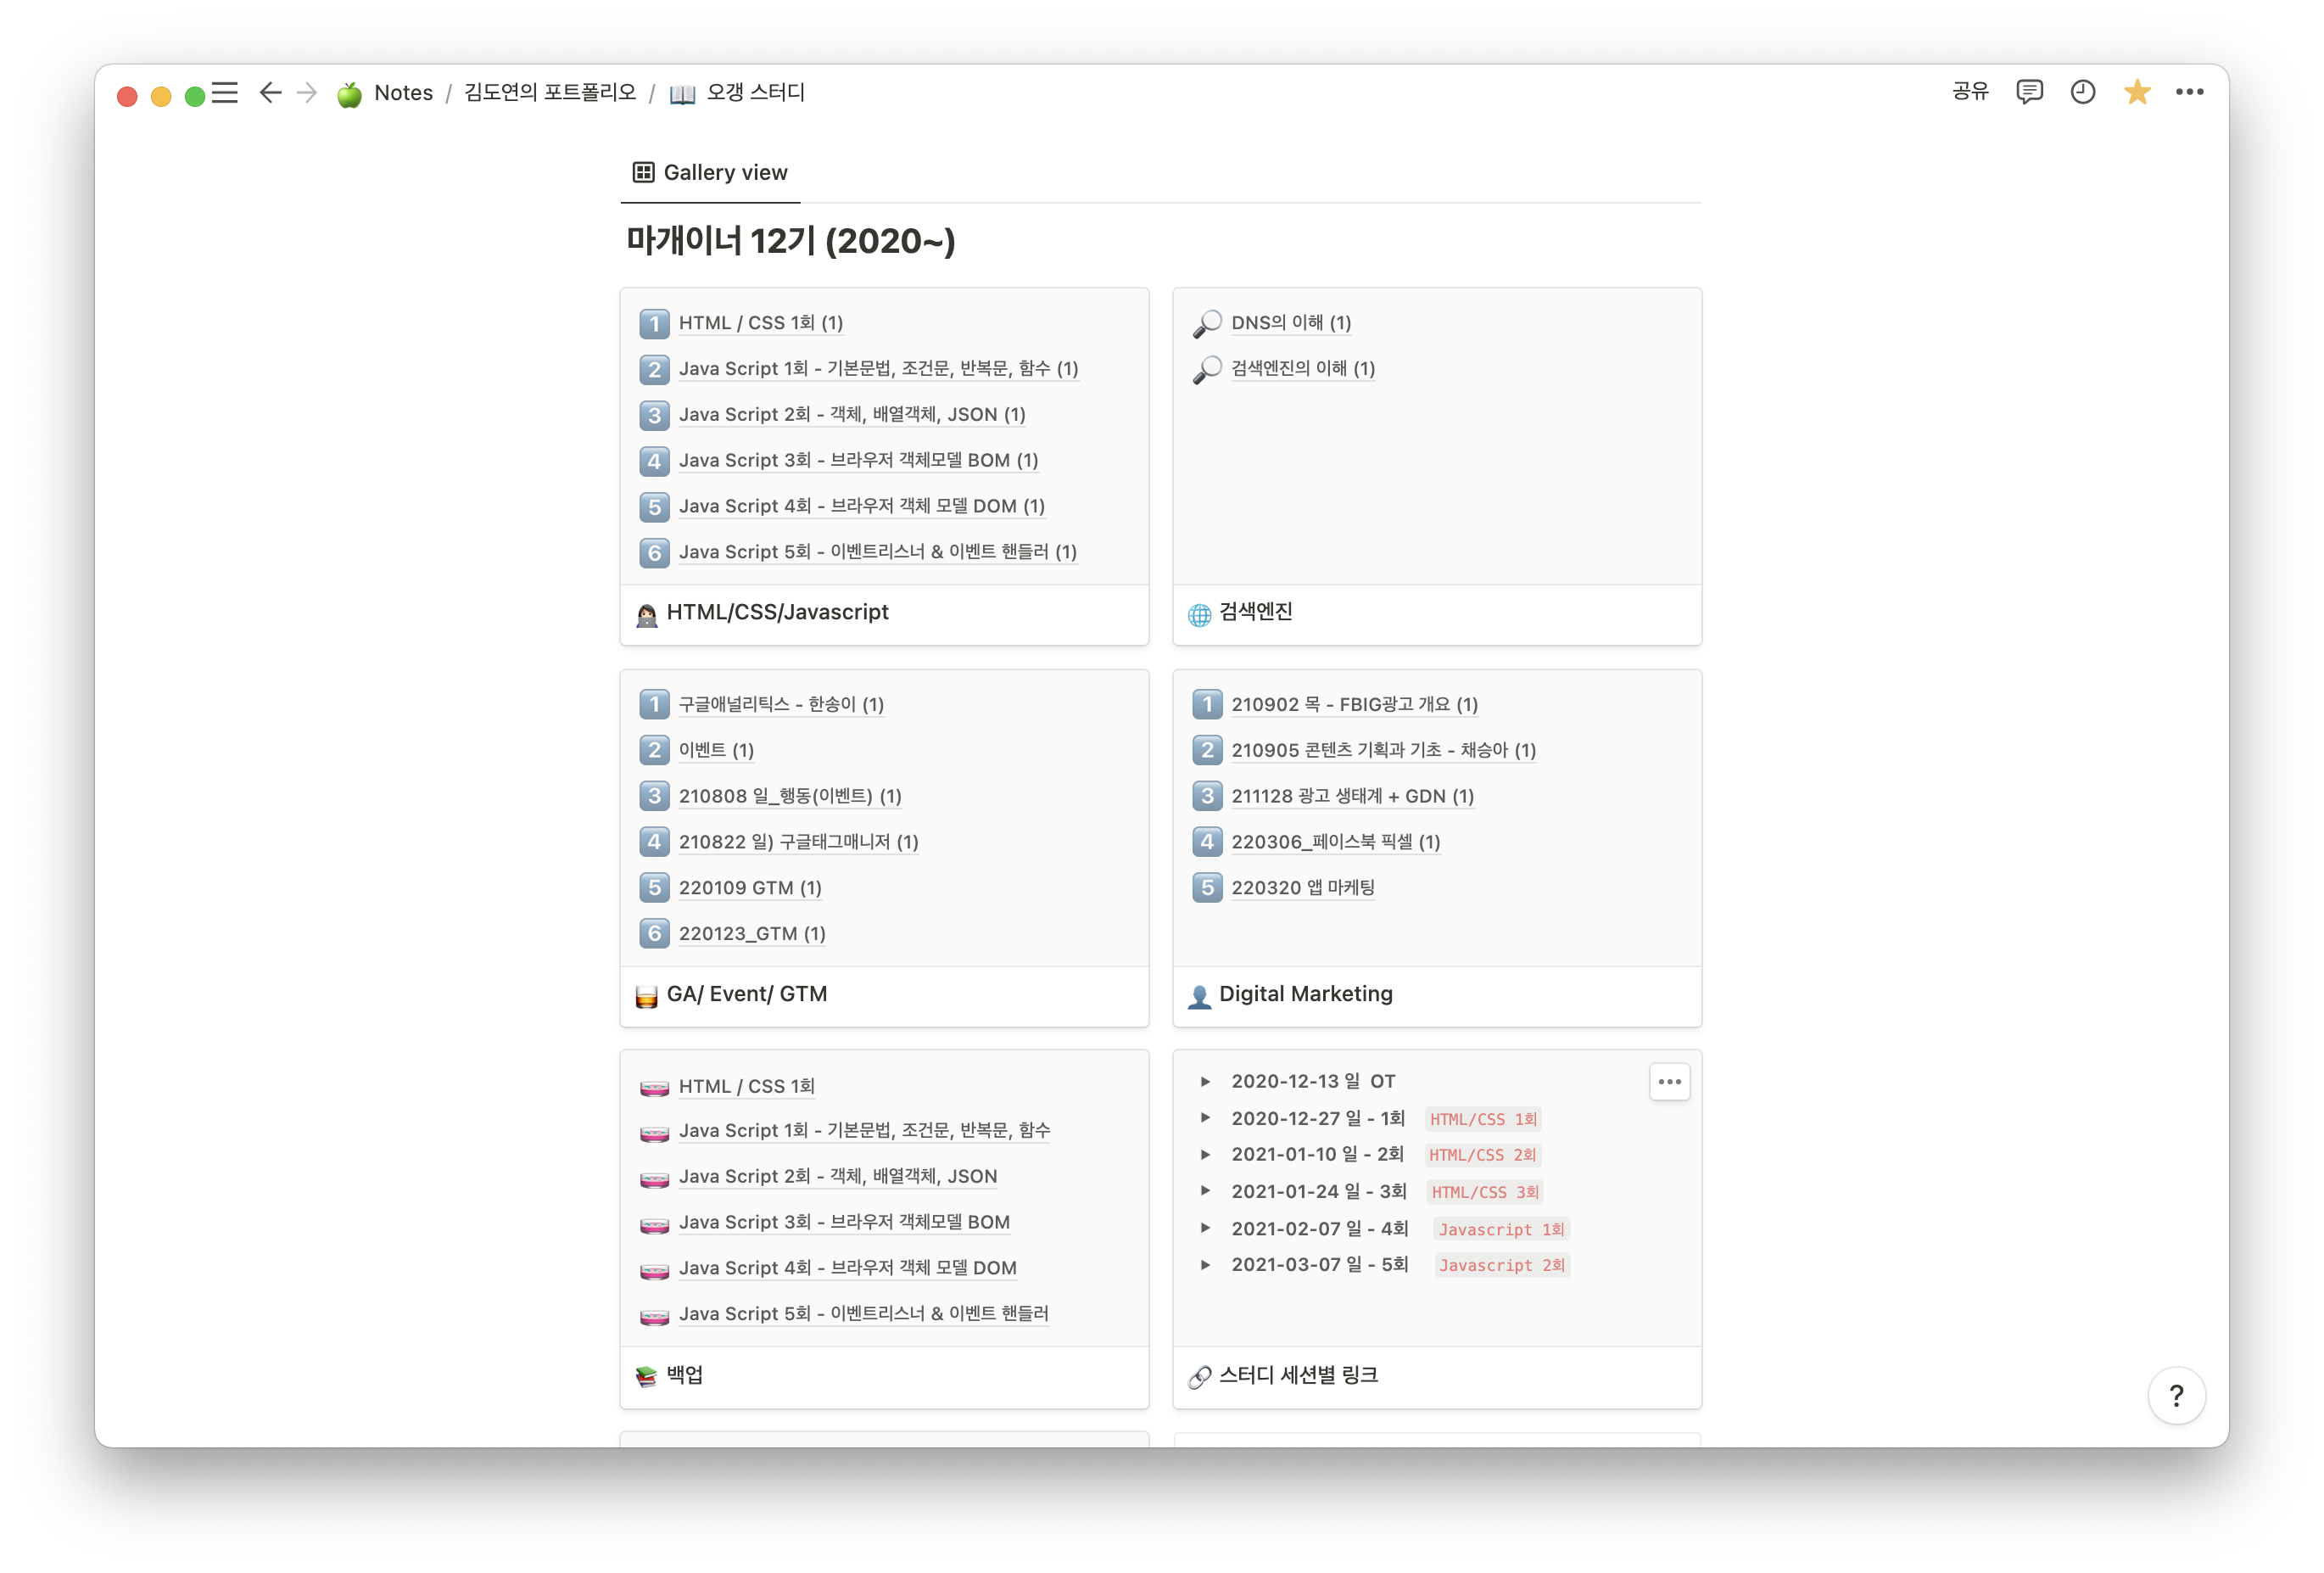 Notes / 김도연의 포트폴리오 / 오갱 스터디
공유
Gallery view
마개이너 12기 (2020~)
1 HTML / CSS 1회 (1)
2 Java Script 1회 - 기본문법, 조건문, 반복문, 함수 (1)
3 Java Script 2회 - 객체, 배열객체, JSON (1)
4 Java Script 3회 - 브라우저 객체모델 BOM (1)
5 Java Script 4회 - 브라우저 객체 모델 DOM (1)
6 Java Script 5회 - 이벤트리스너 & 이벤트 핸들러 (1)
HTML/CSS/Javascript
DNS의 이해 (1)
검색엔진의 이해 (1)
검색엔진
1 구글애널리틱스 - 한송이 (1)
2 이벤트 (1)
3 210808 일_행동(이벤트) (1)
4 210822 일) 구글태그매니저 (1)
5 220109 GTM (1)
6 220123_GTM (1)
GA/ Event/ GTM
1 210902 목 - FBIG광고 개요 (1)
2 210905 콘텐츠 기획과 기초 - 채승아 (1)
3 211128 광고 생태계 + GDN (1)
4 220306_페이스북 픽셀 (1)
5 220320 앱 마케팅
Digital Marketing
HTML / CSS 1회
Java Script 1회 - 기본문법, 조건문, 반복문, 함수
Java Script 2회 - 객체, 배열객체, JSON
Java Script 3회 - 브라우저 객체모델 BOM
Java Script 4회 - 브라우저 객체 모델 DOM
Java Script 5회 - 이벤트리스너 & 이벤트 핸들러
백업
2020-12-13 일 OT
2020-12-27 일 - 1회 HTML/CSS 1회
2021-01-10 일 - 2회 HTML/CSS 2회
2021-01-24 일 - 3회 HTML/CSS 3회
2021-02-07 일 - 4회 Javascript 1회
2021-03-07 일 - 5회 Javascript 2회
스터디 세션별 링크
?